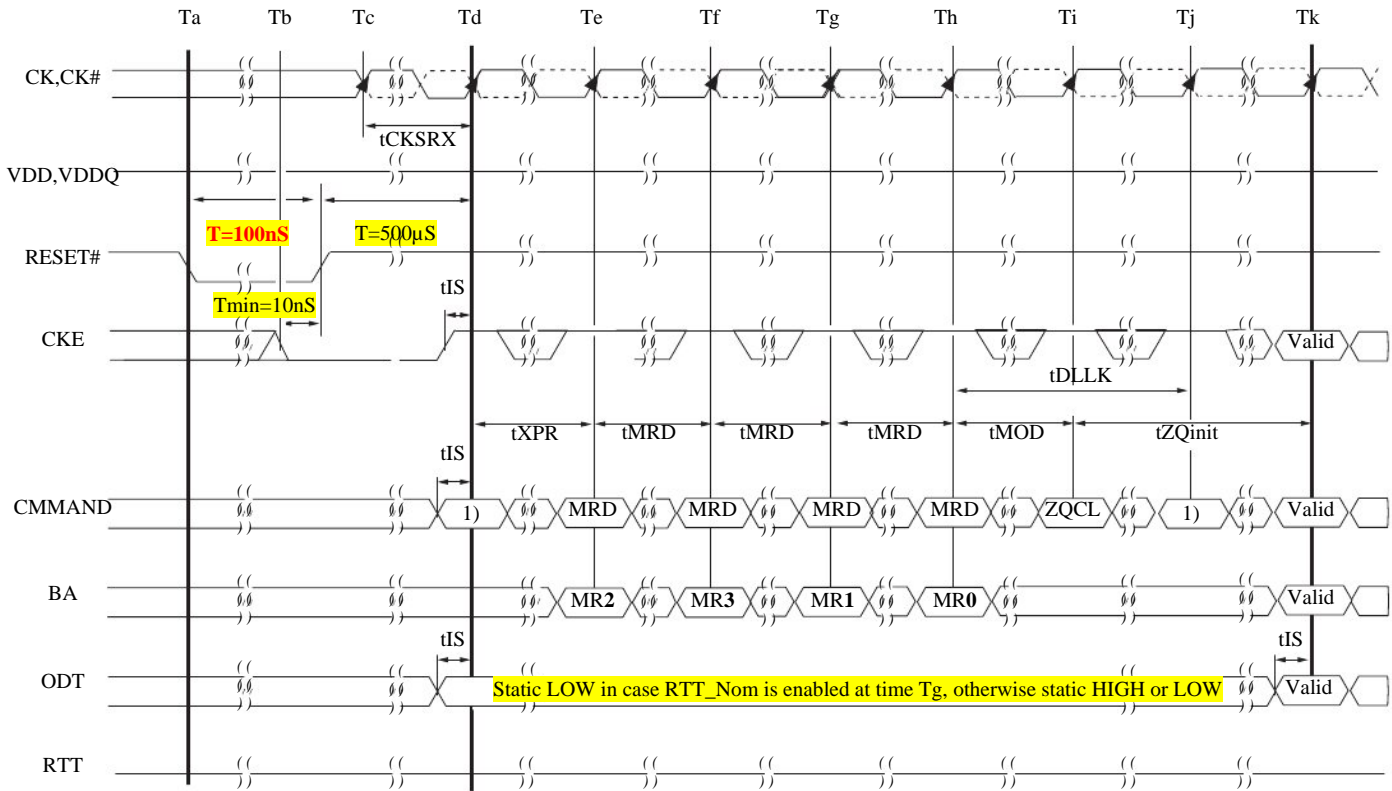 Ta Tb Tc Td Te Tf Tg Th Ti Tj Tk
CK,CK#
tCKSRX
VDD,VDDQ
T=100nS T=500µS
RESET#
Tmin=10nS tIS
CKE Valid
tDLLK
tXPR tMRD tMRD tMRD tMOD tZQinit
tIS
CMMAND 1) MRD MRD MRD MRD ZQCL 1) Valid
BA MR2 MR3 MR1 MR0 Valid
tIS tIS
ODT Static LOW in case RTT_Nom is enabled at time Tg, otherwise static HIGH or LOW Valid
RTT